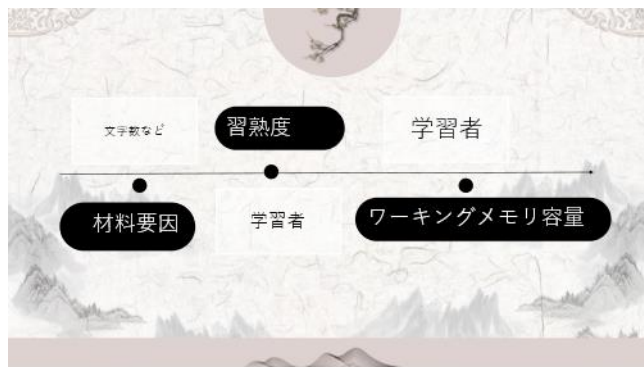 文字数など
習熟度
学習者
材料要因
学習者
ワーキングメモリ容量